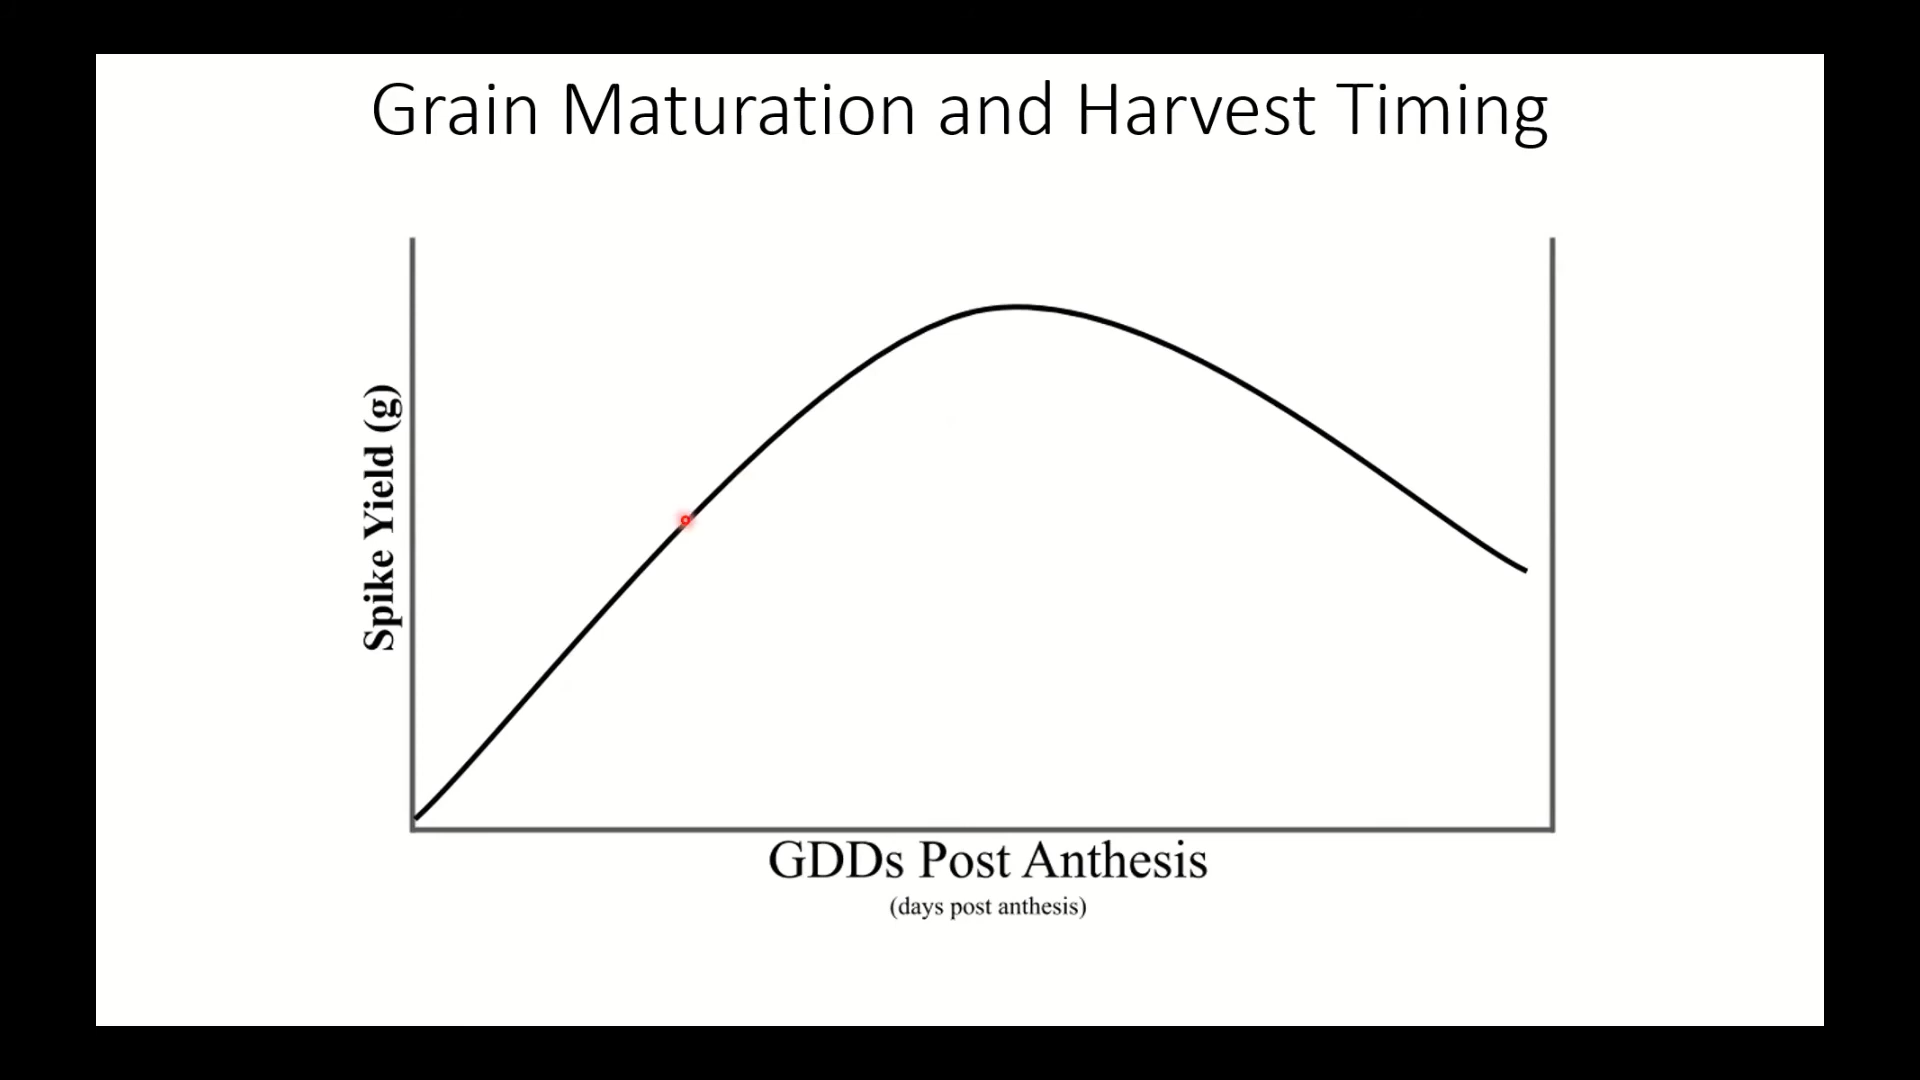 Grain Maturation and Harvest Timing
Spike Yield (g)
GDDs Post Anthesis
(days post anthesis)